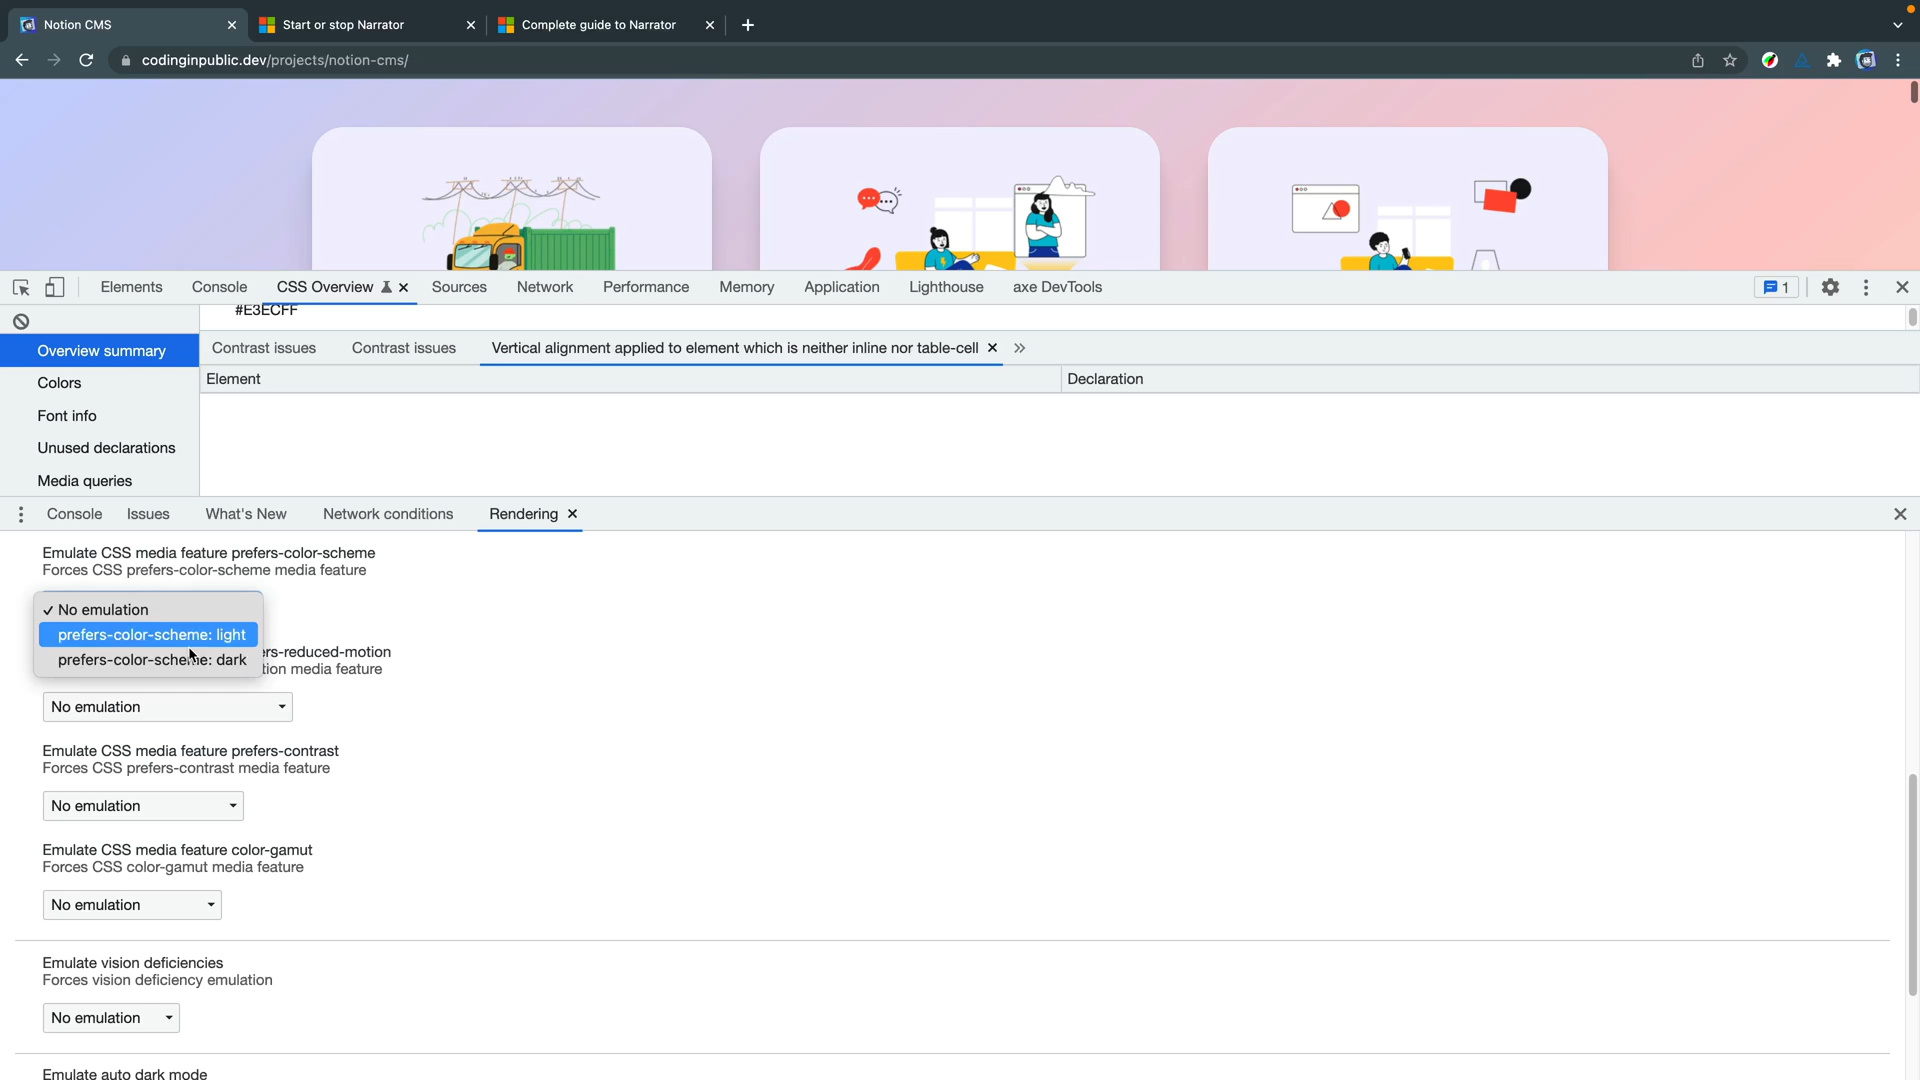 Notion CMS
Start or stop Narrator
Complete guide to Narrator
codinginpublic.dev/projects/notion-cms/
Elements
Console
CSS Overview
Sources
Network
Performance
Memory
Application
Lighthouse
axe DevTools
1
#E3ECFF
Overview summary
Contrast issues
Contrast issues
Vertical alignment applied to element which is neither inline nor table-cell
Element
Declaration
Colors
Font info
Unused declarations
Media queries
Console
Issues
What's New
Network conditions
Rendering
Emulate CSS media feature prefers-color-scheme
Forces CSS prefers-color-scheme media feature
No emulation
prefers-color-scheme: light
prefers-color-scheme: dark
ers-reduced-motion
tion media feature
No emulation
Emulate CSS media feature prefers-contrast
Forces CSS prefers-contrast media feature
No emulation
Emulate CSS media feature color-gamut
Forces CSS color-gamut media feature
No emulation
Emulate vision deficiencies
Forces vision deficiency emulation
No emulation
Emulate auto dark mode